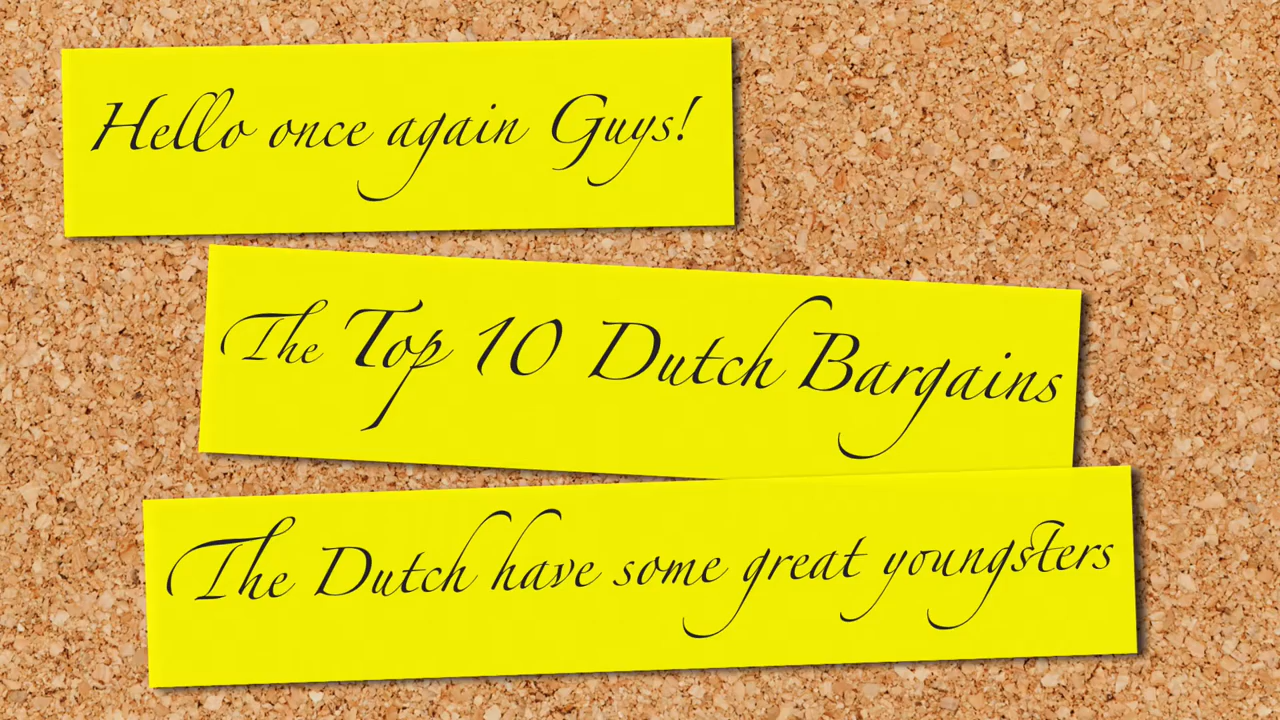 Hello once again Guys!
The Top 10 Dutch Bargains
The Dutch have some great youngsters